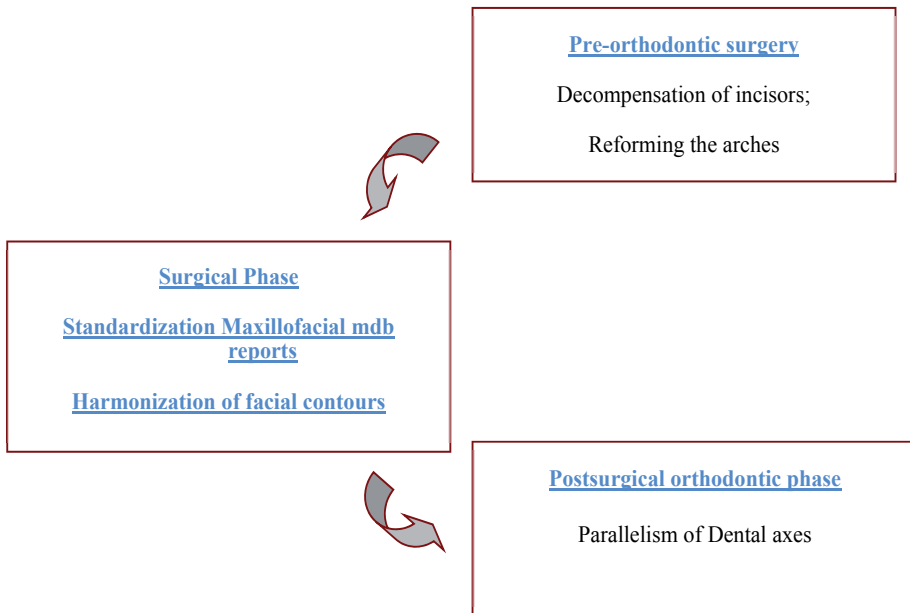 Pre-orthodontic surgery
Decompensation of incisors;
Reforming the arches
Surgical Phase
Standardization Maxillofacial mdb
reports
Harmonization of facial contours
Postsurgical orthodontic phase
Parallelism of Dental axes